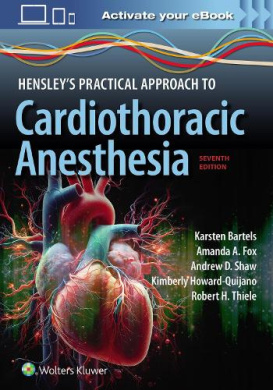 Activate your eBook
HENSLEY'S PRACTICAL APPROACH TO
Cardiothoracic
Anesthesia
SEVENTH
EDITION
Karsten Bartels
Amanda A. Fox
Andrew D. Shaw
Kimberly Howard-Quijano
Robert H. Thiele
Wolters Kluwer